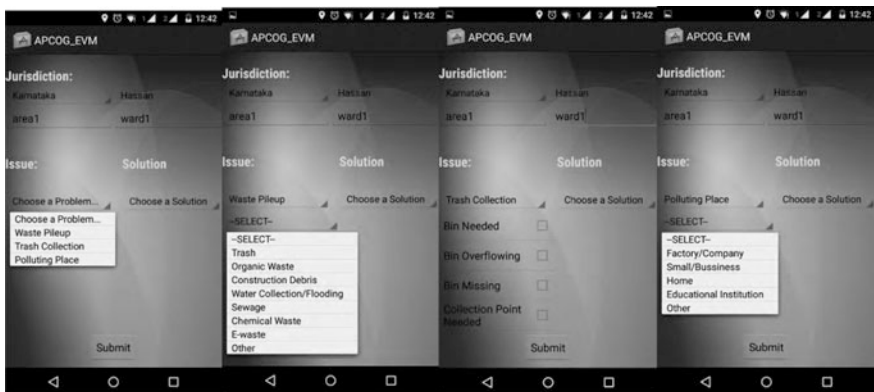 12:42
APCOG_EVM
Jurisdiction:
Karnataka Hassan
area1 ward1
Issue: Solution
Choose a Problem... Choose a Solution
Choose a Problem...
Waste Pileup
Trash Collection
Polluting Place
Submit
12:42
APCOG_EVM
Jurisdiction:
Karnataka Hassan
area1 ward1
Issue: Solution
Waste Pileup Choose a Solution
--SELECT--
--SELECT--
Trash
Organic Waste
Construction Debris
Water Collection/Flooding
Sewage
Chemical Waste
E-waste
Other
12:42
APCOG_EVM
Jurisdiction:
Karnataka Hassan
area1 ward1
Issue: Solution
Trash Collection Choose a Solution
Bin Needed
Bin Overflowing
Bin Missing
Collection Point
Needed
Submit
12:42
APCOG_EVM
Jurisdiction:
Karnataka Hassan
area1 ward1
Issue: Solution
Polluting Place Choose a Solution
--SELECT--
--SELECT--
Factory/Company
Small/Bussiness
Home
Educational Institution
Other
Submit